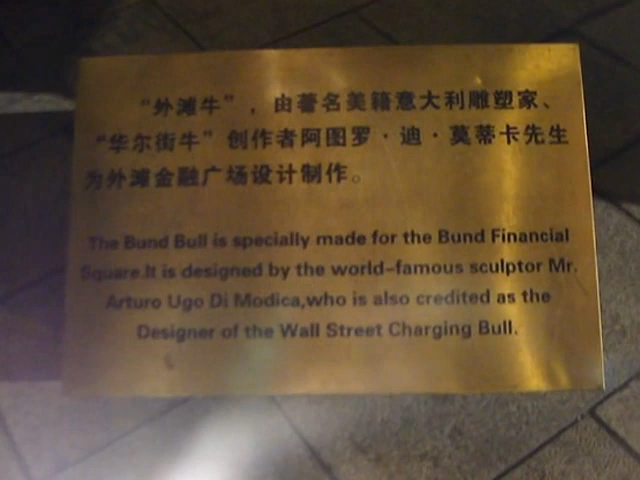 “外滩牛”，由著名美籍意大利雕塑家、
“华尔街牛”创作者阿图罗·迪·莫蒂卡先生
为外滩金融广场设计制作。
The Bund Bull is specially made for the Bund Financial
Square.It is designed by the world-famous sculptor Mr.
Arturo Ugo Di Modica,who is also credited as the
Designer of the Wall Street Charging Bull.